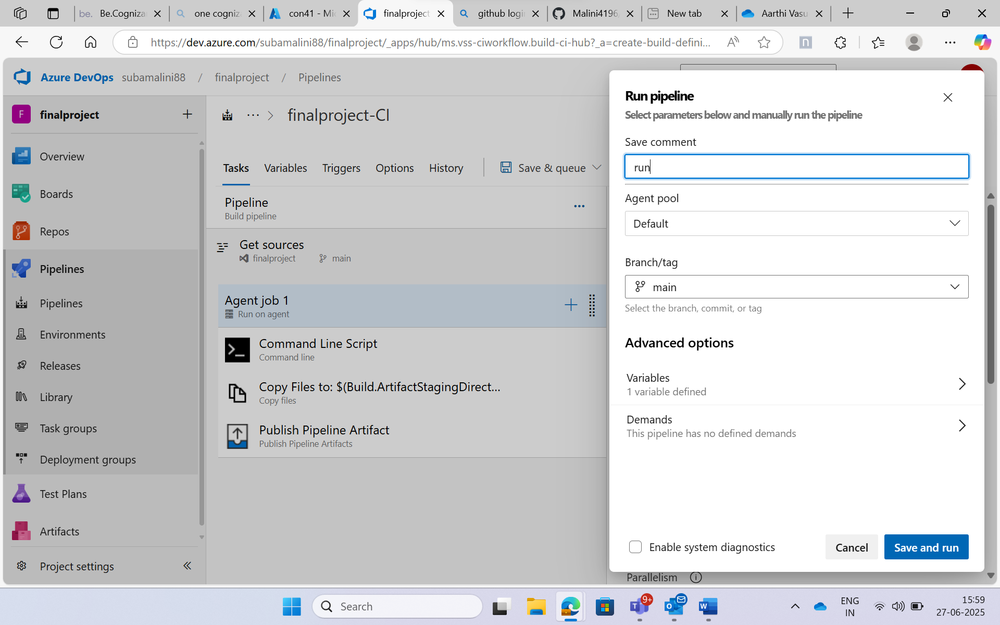 be. Be.Cogniza
one cogniza
con41 - Mic
finalproject
github logi
Malini4196
New tab
Aarthi Vasu
https://dev.azure.com/subamalini88/finalproject/_apps/hub/ms.vss-ciworkflow.build-ci-hub?_a=create-build-defini...
Azure DevOps subamalini88 / finalproject / Pipelines
F finalproject
Overview
Boards
Repos
Pipelines
Pipelines
Environments
Releases
Library
Task groups
Deployment groups
Test Plans
Artifacts
Project settings
... > finalproject-CI
Tasks Variables Triggers Options History Save & queue
Pipeline
Build pipeline
Get sources
finalproject main
Agent job 1
Run on agent
Command Line Script
Command line
Copy Files to: $(Build.ArtifactStagingDirect...
Copy files
Publish Pipeline Artifact
Publish Pipeline Artifacts
Run pipeline
Select parameters below and manually run the pipeline
Save comment
run
Agent pool
Default
Branch/tag
main
Select the branch, commit, or tag
Advanced options
Variables
1 variable defined
Demands
This pipeline has no defined demands
Enable system diagnostics
Cancel
Save and run
Parallelism
Search
9+
ENG
IN
15:59
27-06-2025